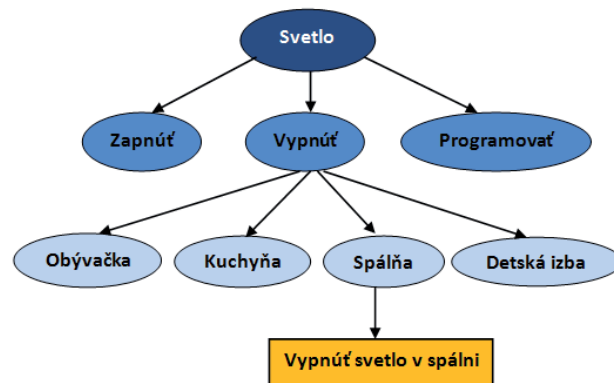 Svetlo
Zapnúť
Vypnúť
Programovať
Obývačka
Kuchyňa
Spálňa
Detská izba
Vypnúť svetlo v spálni